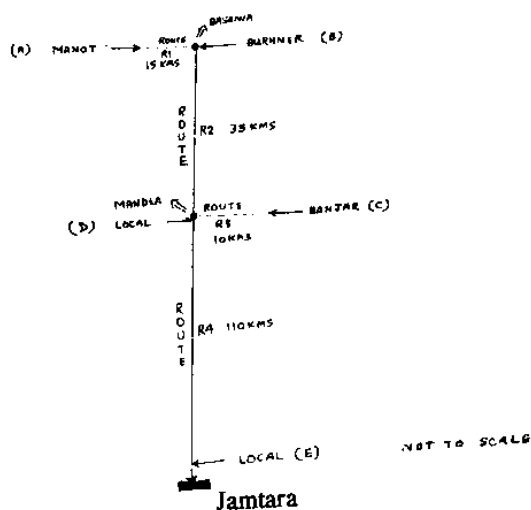 BASANIA
(A) MANOT
ROUTE
R1
15 KMS
BURHNER (B)
ROUTE
R2 35 KMS
MANDLA
(D) LOCAL
ROUTE
R3
10 KMS
BANJAR (C)
ROUTE
R4 110 KMS
LOCAL (E)
NOT TO SCALE
Jamtara